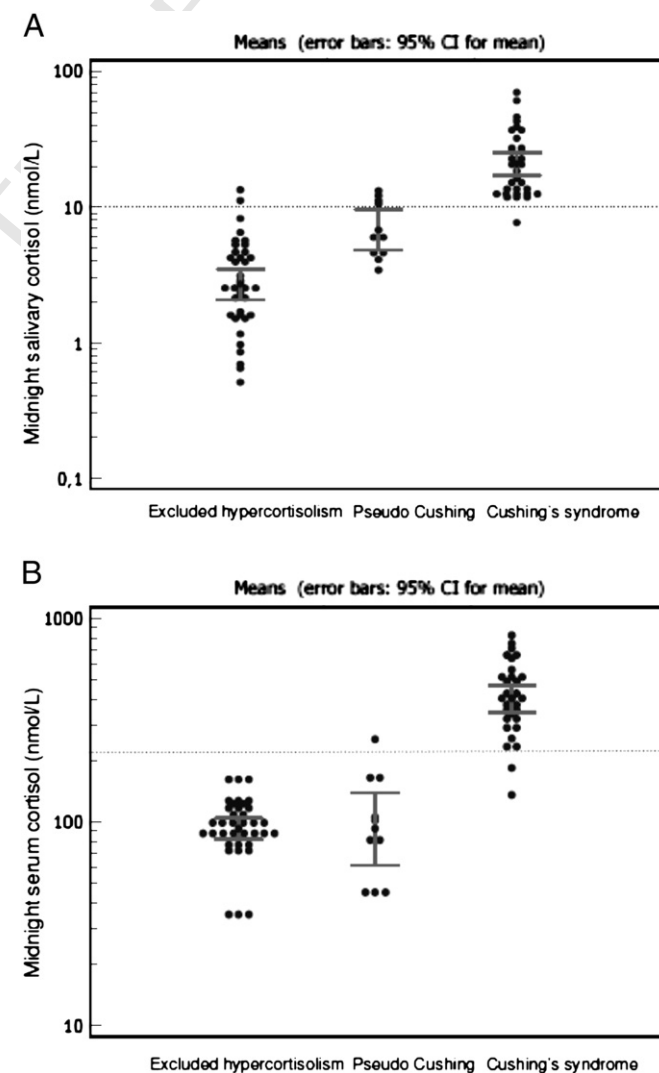 A
Means (error bars: 95% CI for mean)
Midnight salivary cortisol (nmol/L)
100
10
1
0,1
Excluded hypercortisolism Pseudo Cushing Cushing's syndrome
B
Means (error bars: 95% CI for mean)
Midnight serum cortisol (nmol/L)
1000
100
10
Excluded hypercortisolism Pseudo Cushing Cushing's syndrome